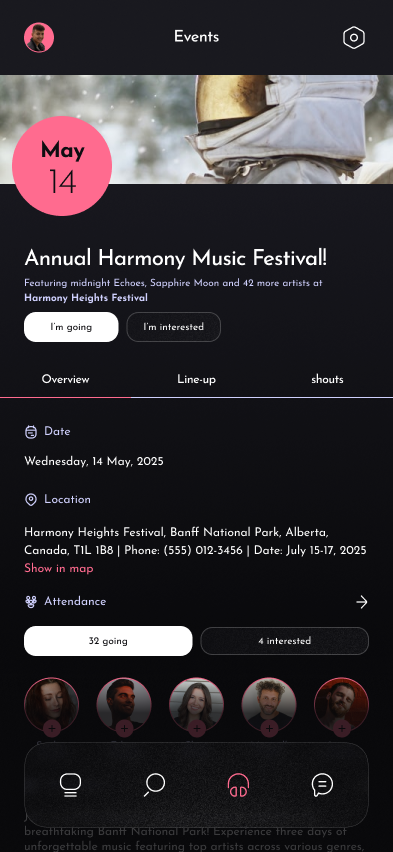 Events
May
14
Annual Harmony Music Festival!
Featuring midnight Echoes, Sapphire Moon and 42 more artists at
Harmony Heights Festival
I'm going
I'm interested
Overview
Line-up
shouts
Date
Wednesday, 14 May, 2025
Location
Harmony Heights Festival, Banff National Park, Alberta,
Canada, T1L 1B8 | Phone: (555) 012-3456 | Date: July 15-17, 2025
Show in map
Attendance
32 going
4 interested
breathtaking Banff National Park! Experience three days of
unforgettable music featuring top artists across various genres,